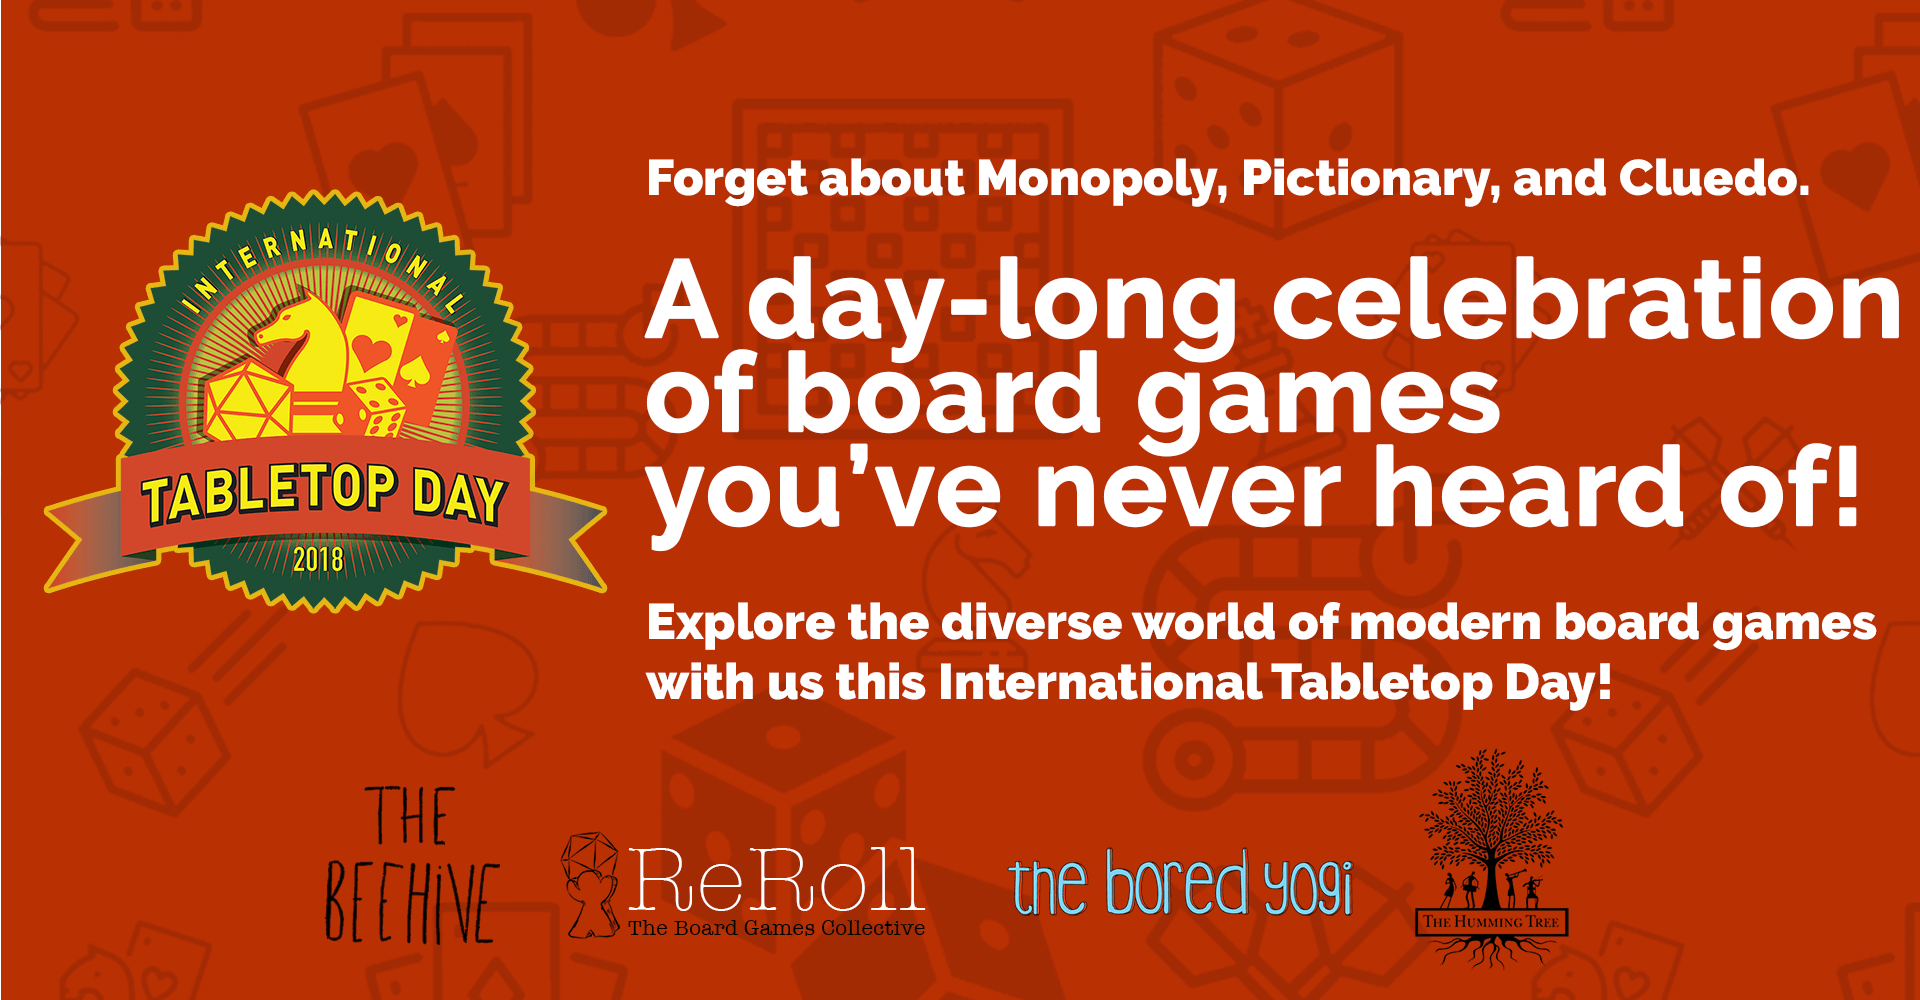 INTERNATIONAL
TABLETOP DAY
2018
Forget about Monopoly, Pictionary, and Cluedo.
A day-long celebration
of board games
you've never heard of!
Explore the diverse world of modern board games
with us this International Tabletop Day!
THE
BEEHiVE
ReRoll
The Board Games Collective
the bored yogi
THE HUMMING TREE